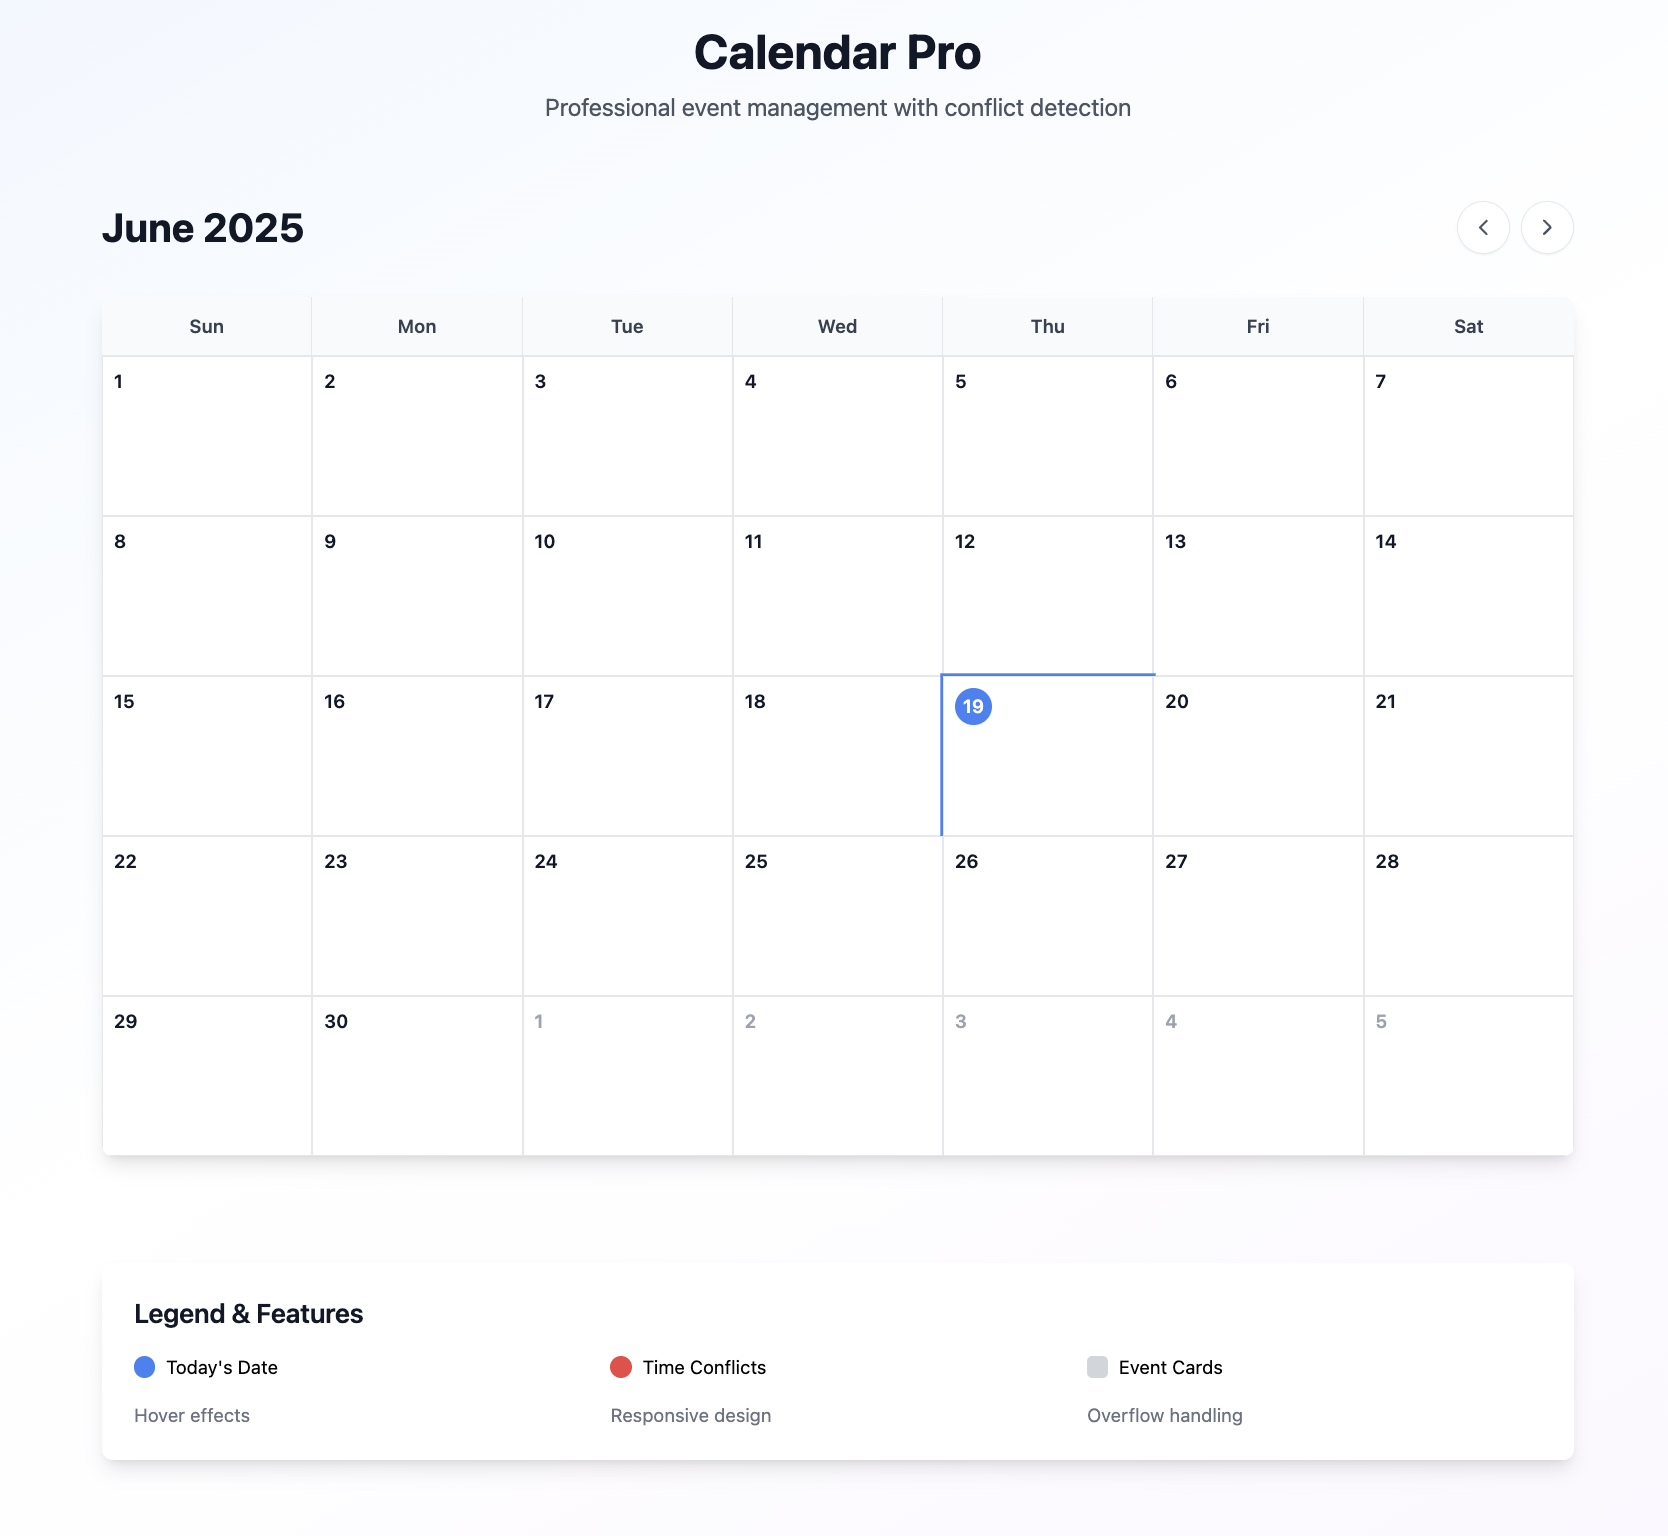 Calendar Pro
Professional event management with conflict detection
June 2025
Sun Mon Tue Wed Thu Fri Sat
1 2 3 4 5 6 7
8 9 10 11 12 13 14
15 16 17 18 19 20 21
22 23 24 25 26 27 28
29 30 1 2 3 4 5
Legend & Features
Today's Date Time Conflicts Event Cards
Hover effects Responsive design Overflow handling